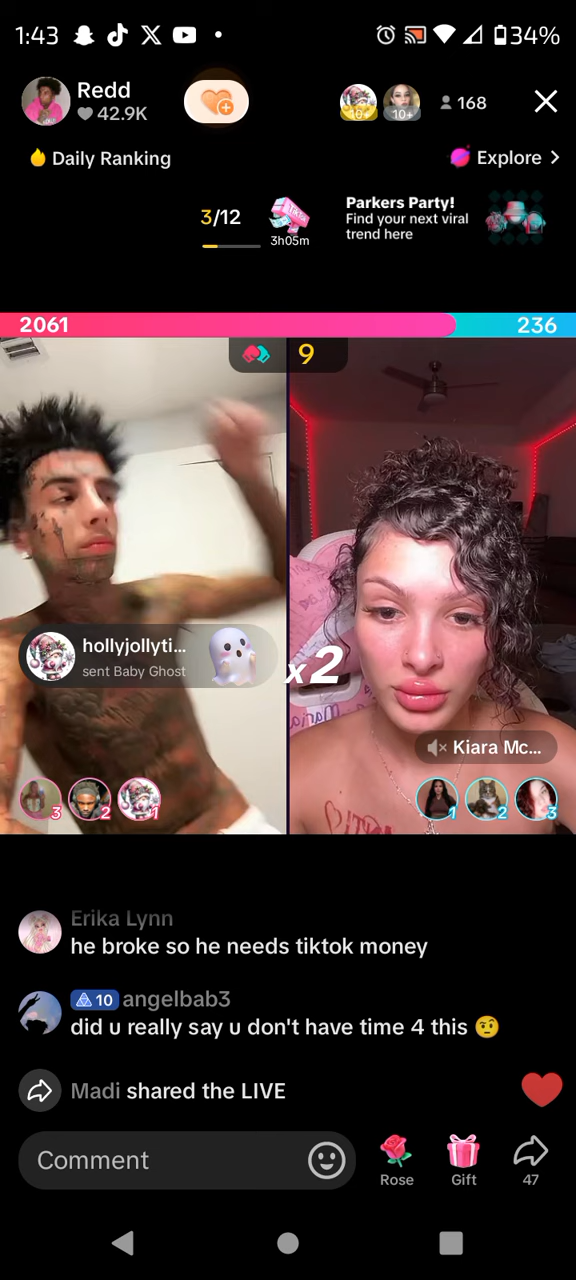 1:43
34%
Redd
42.9K
10+
10+
168
Daily Ranking
Explore
3/12
3h05m
Parkers Party!
Find your next viral
trend here
2061
236
9
hollyjollyti...
sent Baby Ghost
x2
Kiara Mc...
3
2
1
1
2
3
Erika Lynn
he broke so he needs tiktok money
10 angelbab3
did u really say u don't have time 4 this 🤨
Madi shared the LIVE
Comment
Rose
Gift
47